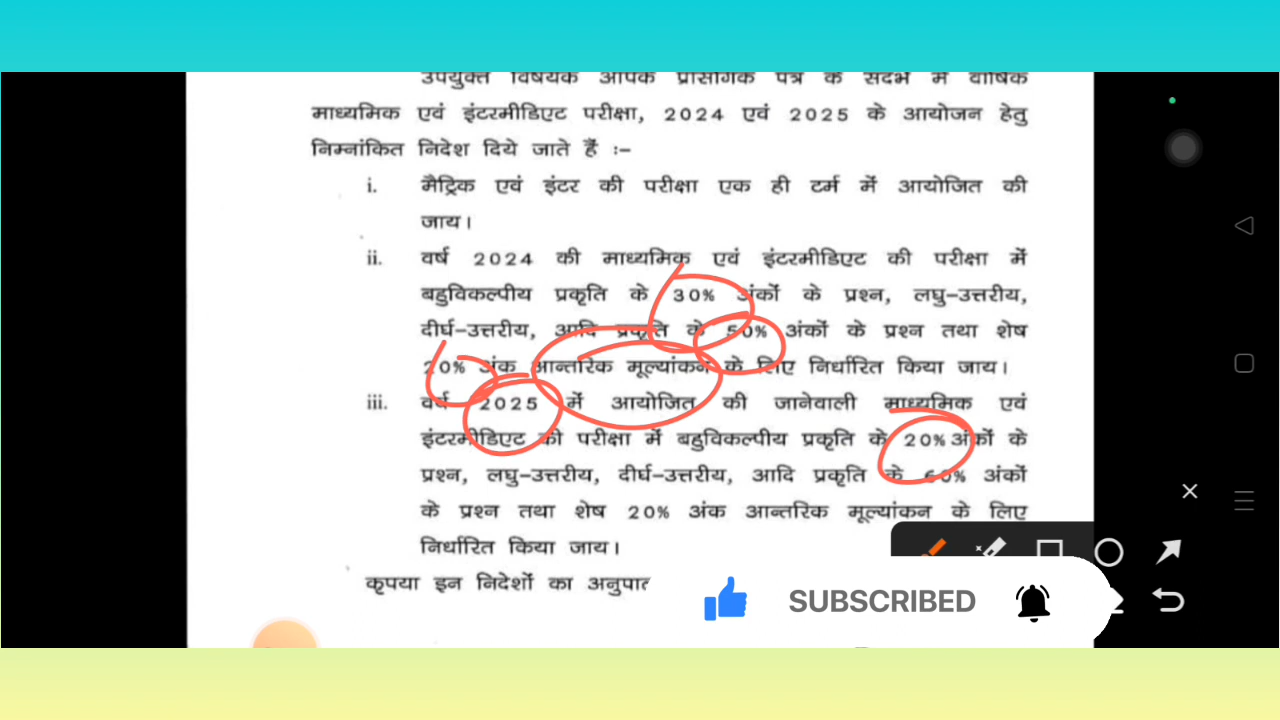 उपर्युक्त विषयक आपके प्रासंगिक पत्र के संदर्भ में वार्षिक
माध्यमिक एवं इंटरमीडिएट परीक्षा, 2024 एवं 2025 के आयोजन हेतु
निम्नांकित निदेश दिये जाते हैं :–
i. मैट्रिक एवं इंटर की परीक्षा एक ही टर्म में आयोजित की
जाय।
ii. वर्ष 2024 की माध्यमिक एवं इंटरमीडिएट की परीक्षा में
बहुविकल्पीय प्रकृति के 30% अंकों के प्रश्न, लघु–उत्तरीय,
दीर्घ–उत्तरीय, आदि प्रकृति के 50% अंकों के प्रश्न तथा शेष
20% अंक आन्तरिक मूल्यांकन के लिए निर्धारित किया जाय।
iii. वर्ष 2025 में आयोजित की जानेवाली माध्यमिक एवं
इंटरमीडिएट की परीक्षा में बहुविकल्पीय प्रकृति के 20% अंकों के
प्रश्न, लघु–उत्तरीय, दीर्घ–उत्तरीय, आदि प्रकृति के 60% अंकों
के प्रश्न तथा शेष 20% अंक आन्तरिक मूल्यांकन के लिए
निर्धारित किया जाय।
कृपया इन निदेशों का
SUBSCRIBED